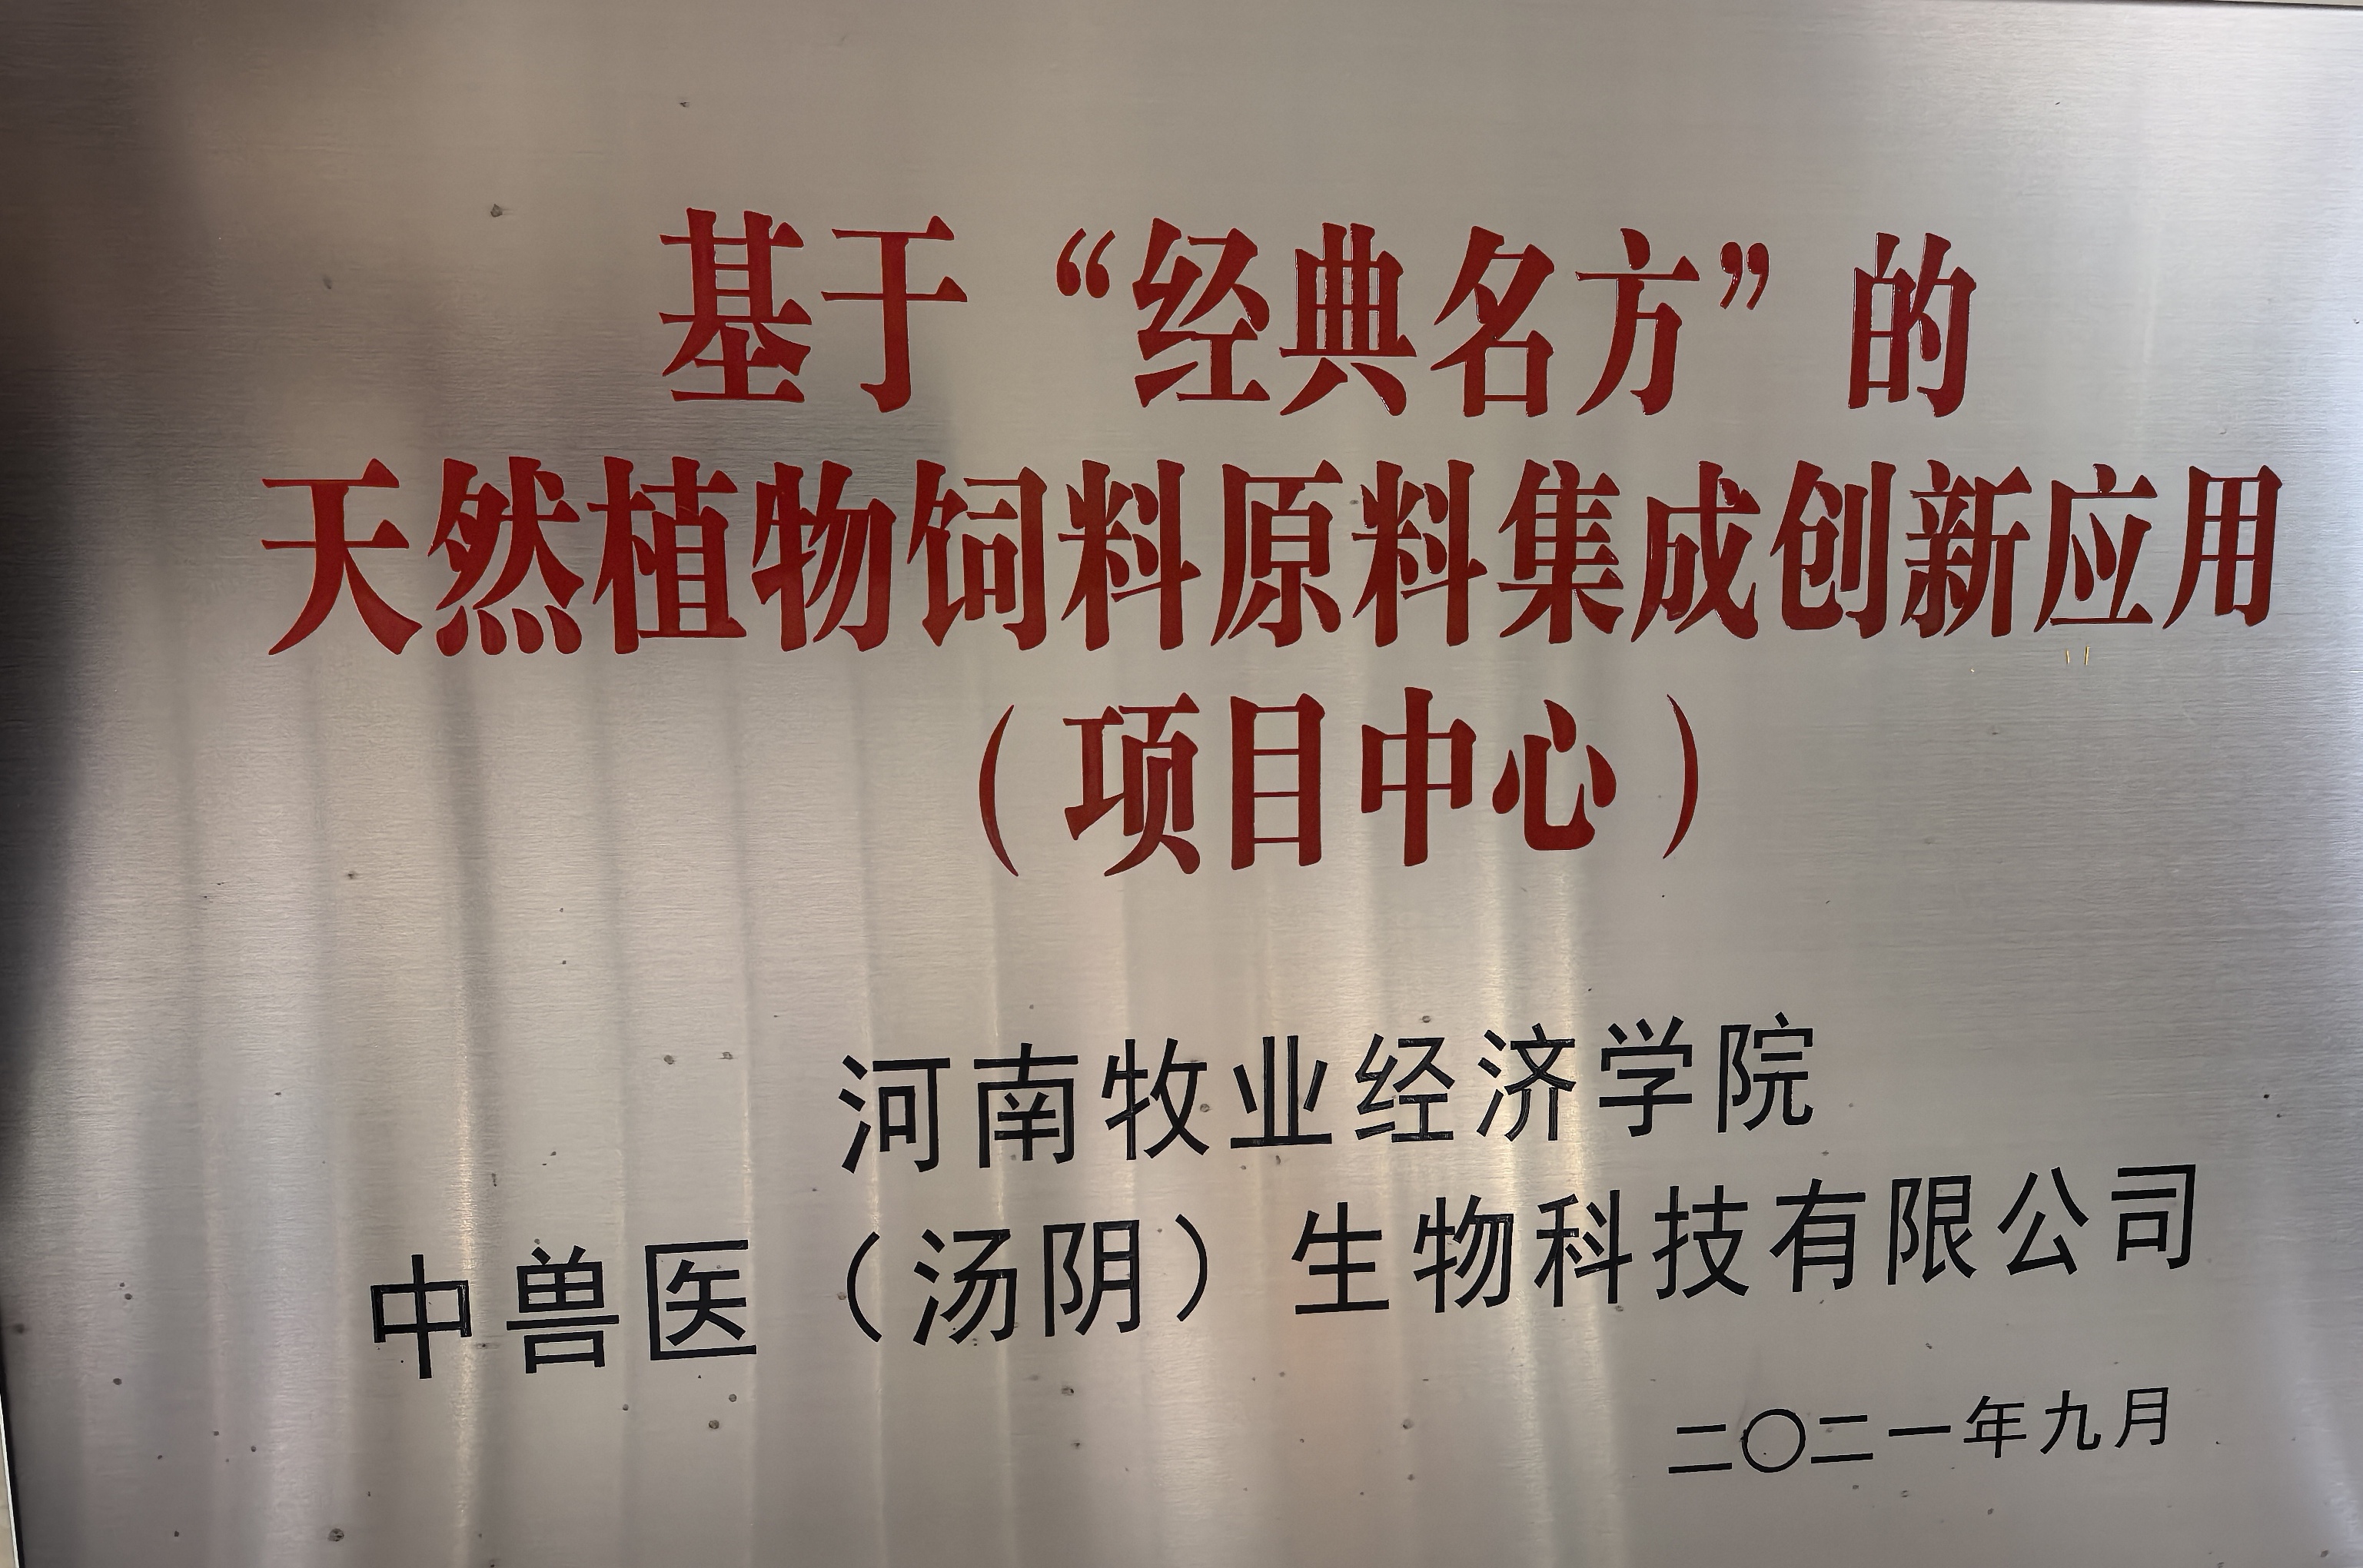 基于“经典名方”的
天然植物饲料原料集成创新应用
（项目中心）
河南牧业经济学院
中兽医（汤阴）生物科技有限公司
二〇二一年九月